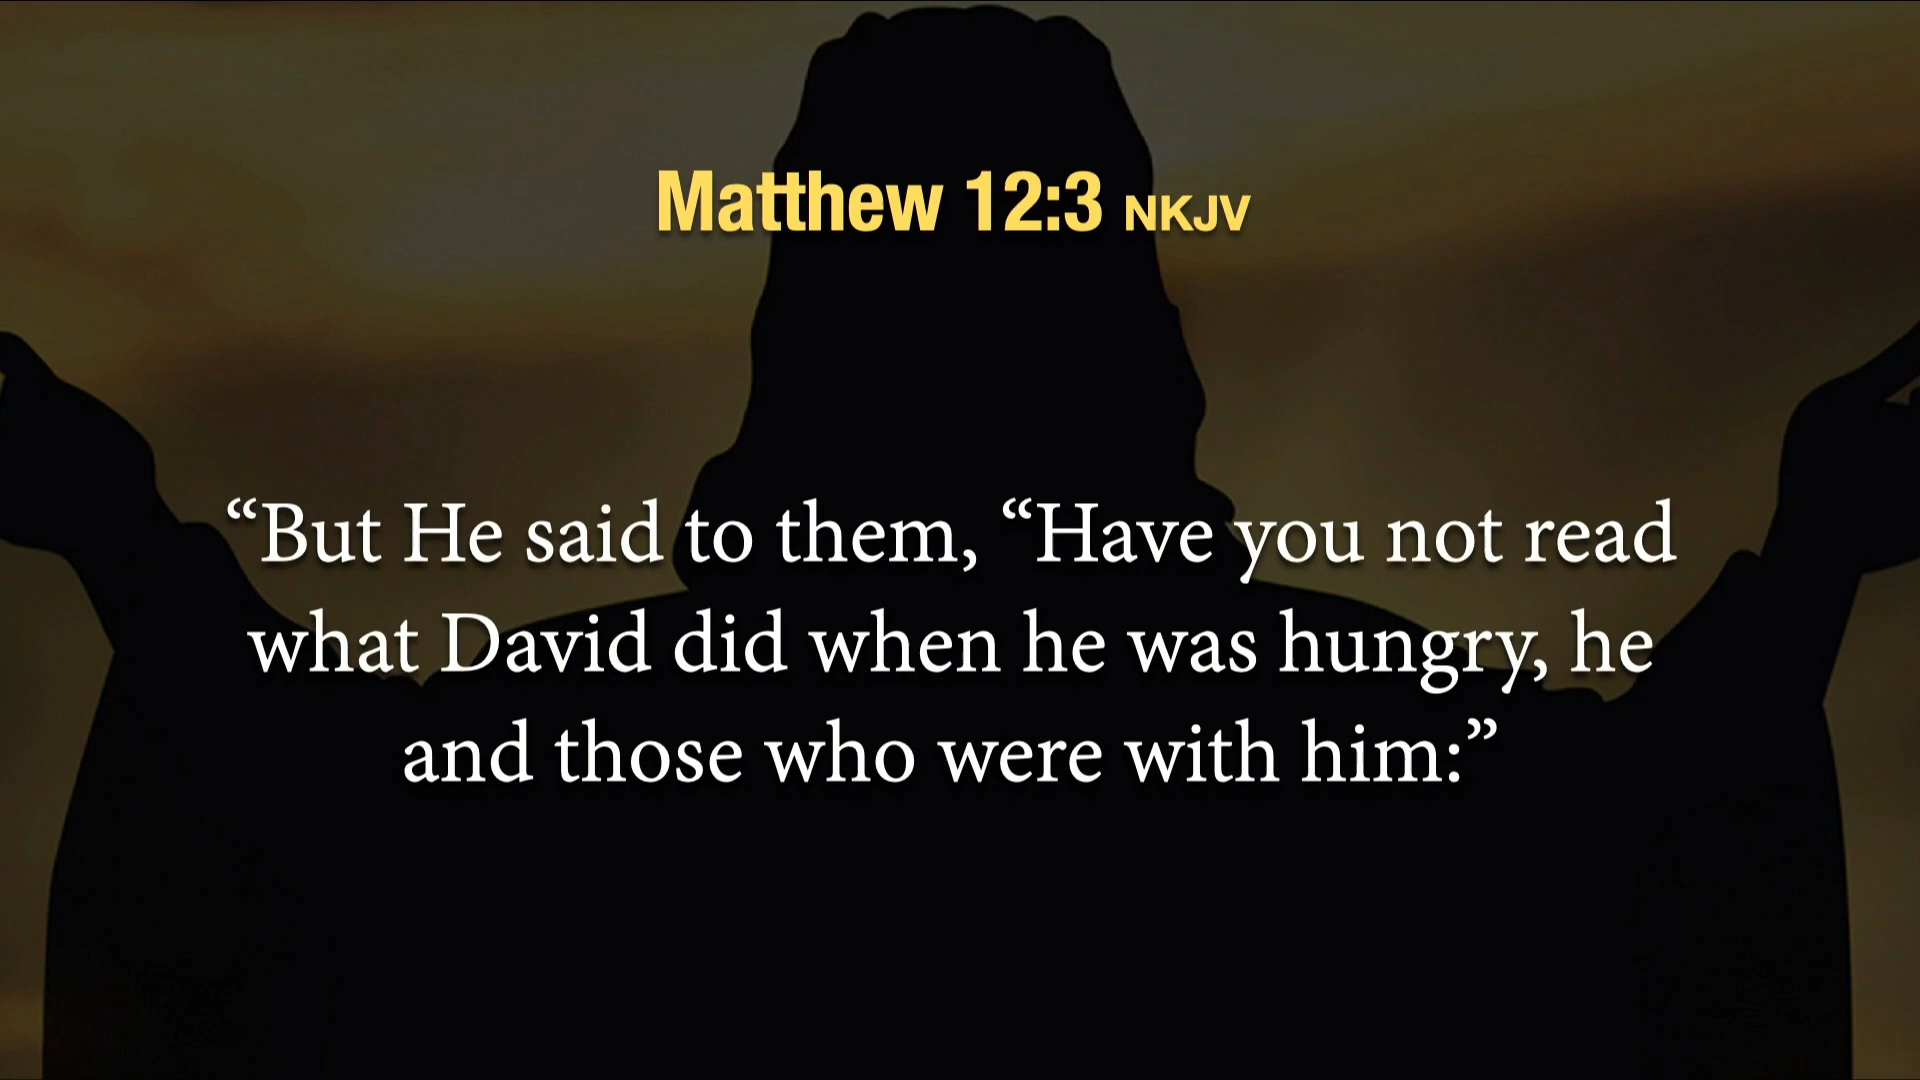 Matthew 12:3 NKJV
“But He said to them, “Have you not read
what David did when he was hungry, he
and those who were with him:”